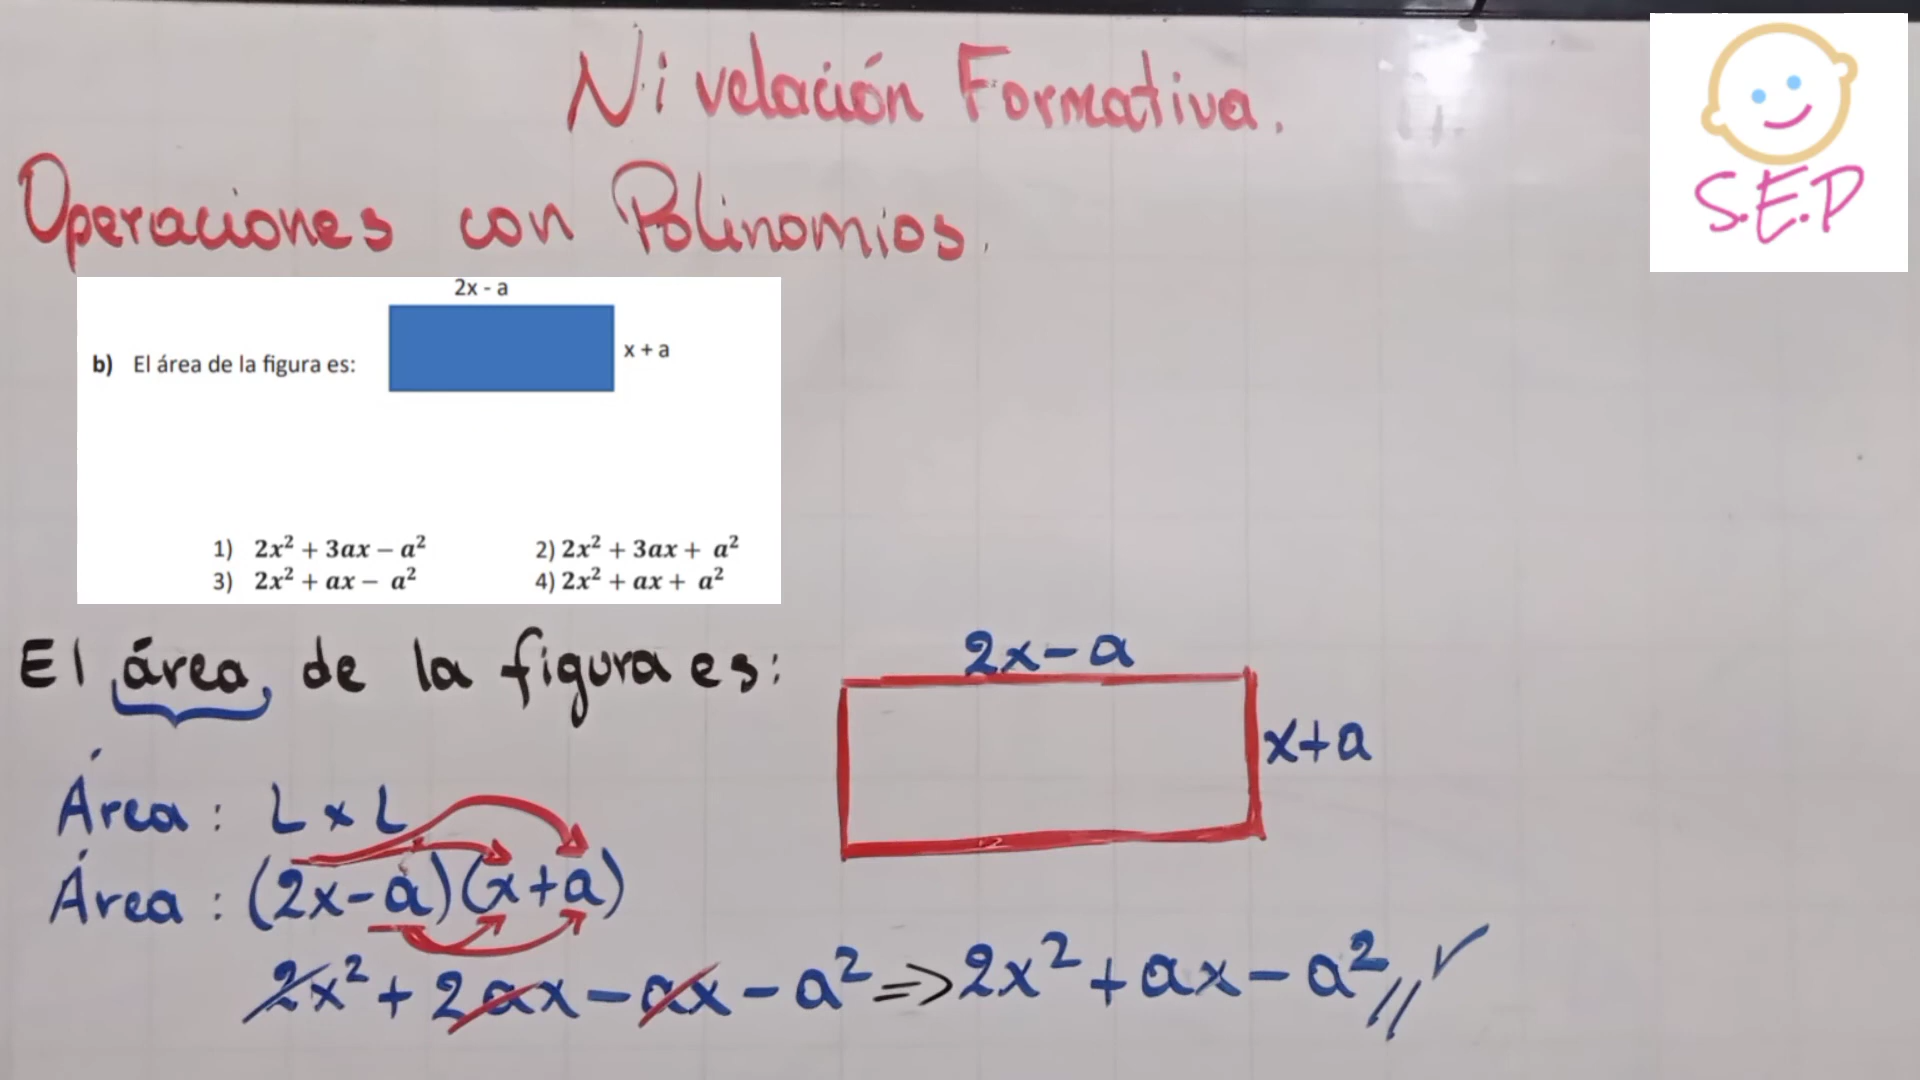 Nivelación Formativa.
S.E.P
Operaciones con Polinomios.
2x - a
x + a
b) El área de la figura es:
1) 2x² + 3ax − a² 2) 2x² + 3ax + a²
3) 2x² + ax − a² 4) 2x² + ax + a²
El área de la figura es:
2x-a
x+a
Área: L x L
Área: (2x-a)(x+a)
2x² + 2ax - ax - a² => 2x² + ax - a²